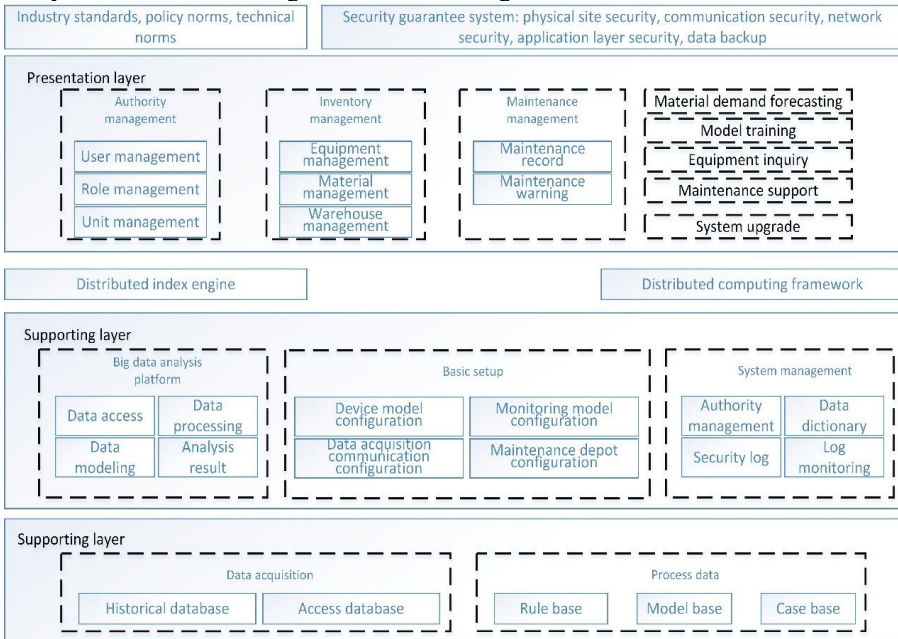 Industry standards, policy norms, technical
norms
Security guarantee system: physical site security, communication security, network
security, application layer security, data backup
Presentation layer
Authority
management
User management
Role management
Unit management
Inventory
management
Equipment
management
Material
management
Warehouse
management
Maintenance
management
Maintenance
record
Maintenance
warning
Material demand forecasting
Model training
Equipment inquiry
Maintenance support
System upgrade
Distributed index engine
Distributed computing framework
Supporting layer
Big data analysis
platform
Data access
Data
processing
Data
modeling
Analysis
result
Basic setup
Device model
configuration
Monitoring model
configuration
Data acquisition
communication
configuration
Maintenance depot
configuration
System management
Authority
management
Data
dictionary
Security log
Log
monitoring
Supporting layer
Data acquisition
Historical database
Access database
Process data
Rule base
Model base
Case base